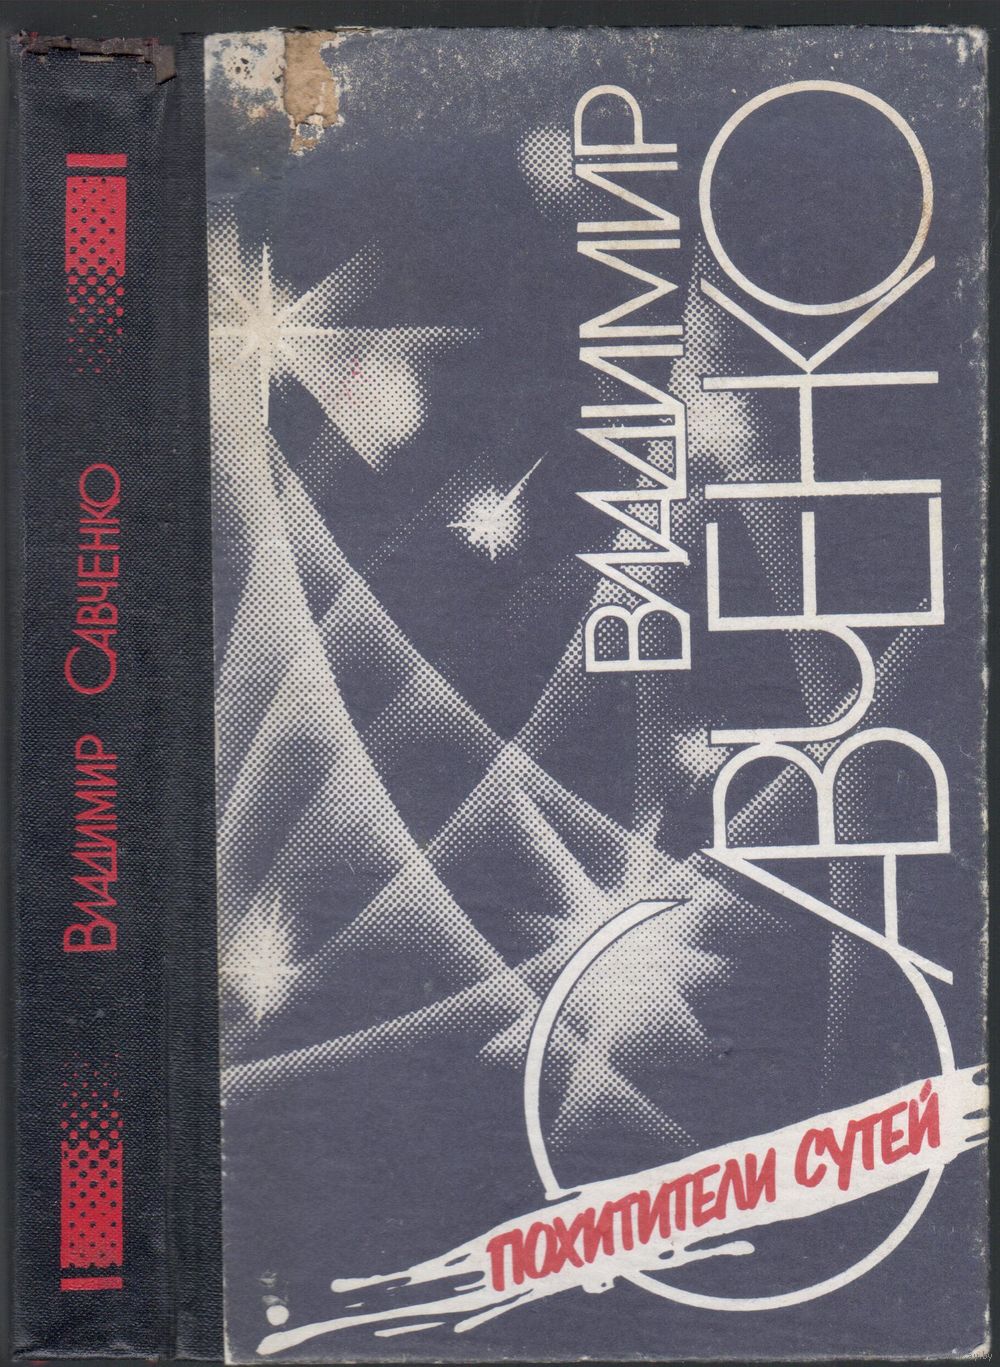 Владимир Савченко
ВЛАДИМИР
САВЧЕНКО
ПОХИТИТЕЛИ СУТЕЙ